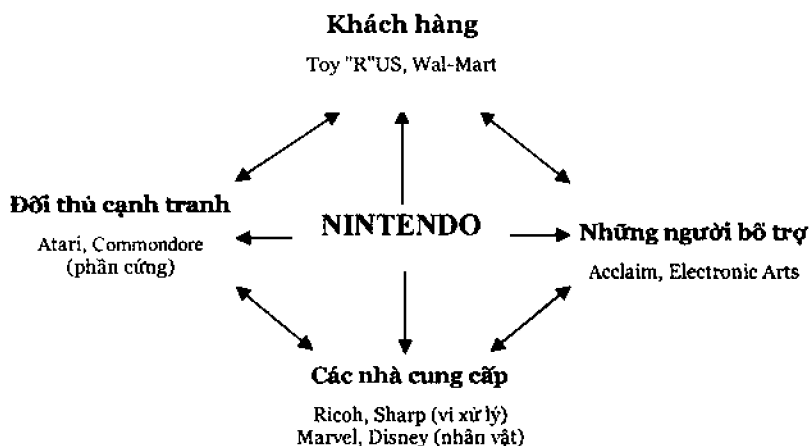 Khách hàng
Toy "R"US, Wal-Mart
Đối thủ cạnh tranh
Atari, Commondore
(phần cứng)
NINTENDO
Những người bổ trợ
Acclaim, Electronic Arts
Các nhà cung cấp
Ricoh, Sharp (vi xử lý)
Marvel, Disney (nhân vật)